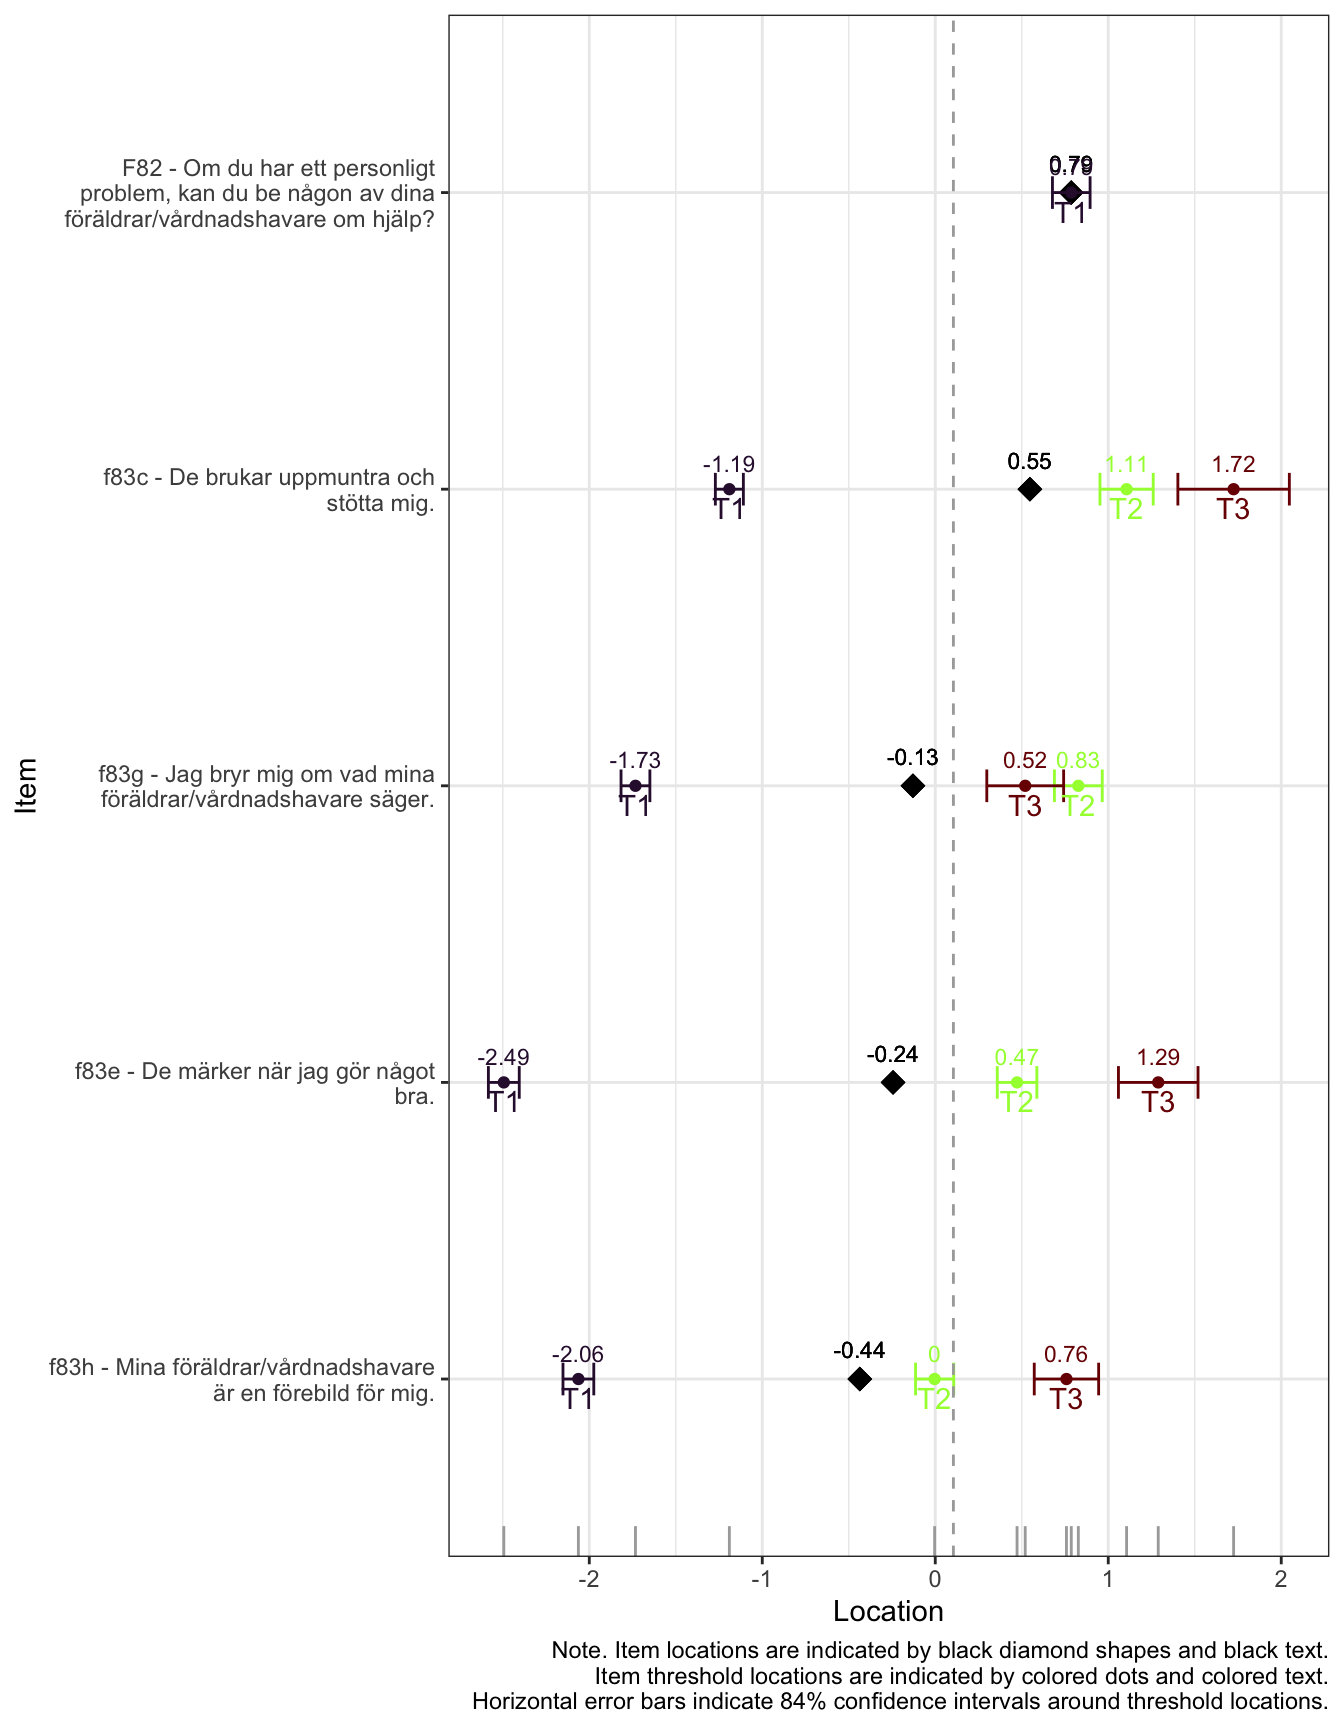 F82 - Om du har ett personligt
problem, kan du be någon av dina
föräldrar/vårdnadshavare om hjälp?
0.79
0.79
T1
f83c - De brukar uppmuntra och
stötta mig.
-1.19 0.55 1.11 1.72
T1 T2 T3
f83g - Jag bryr mig om vad mina
föräldrar/vårdnadshavare säger.
-1.73 -0.13 0.52 0.83
T1 T3 T2
f83e - De märker när jag gör något
bra.
-2.49 -0.24 0.47 1.29
T1 T2 T3
f83h - Mina föräldrar/vårdnadshavare
är en förebild för mig.
-2.06 -0.44 0 0.76
T1 T2 T3
Item
-2 -1 0 1 2
Location
Note. Item locations are indicated by black diamond shapes and black text.
Item threshold locations are indicated by colored dots and colored text.
Horizontal error bars indicate 84% confidence intervals around threshold locations.